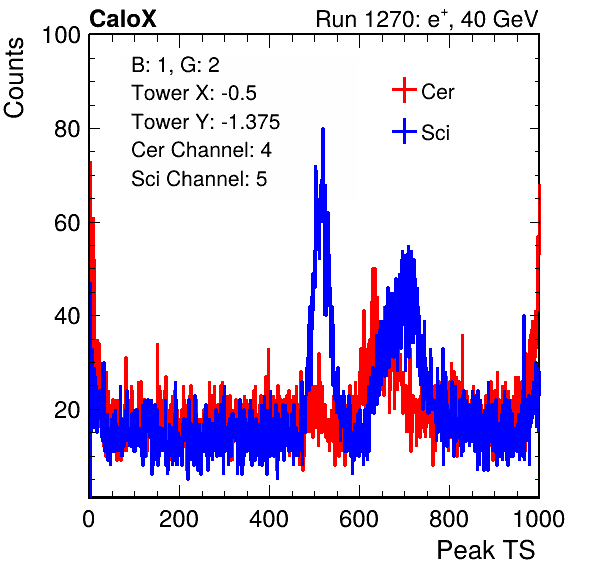 CaloX
Run 1270: e+, 40 GeV
Counts
100
80
60
40
20
B: 1, G: 2
Tower X: -0.5
Tower Y: -1.375
Cer Channel: 4
Sci Channel: 5
Cer
Sci
0
200
400
600
800
1000
Peak TS